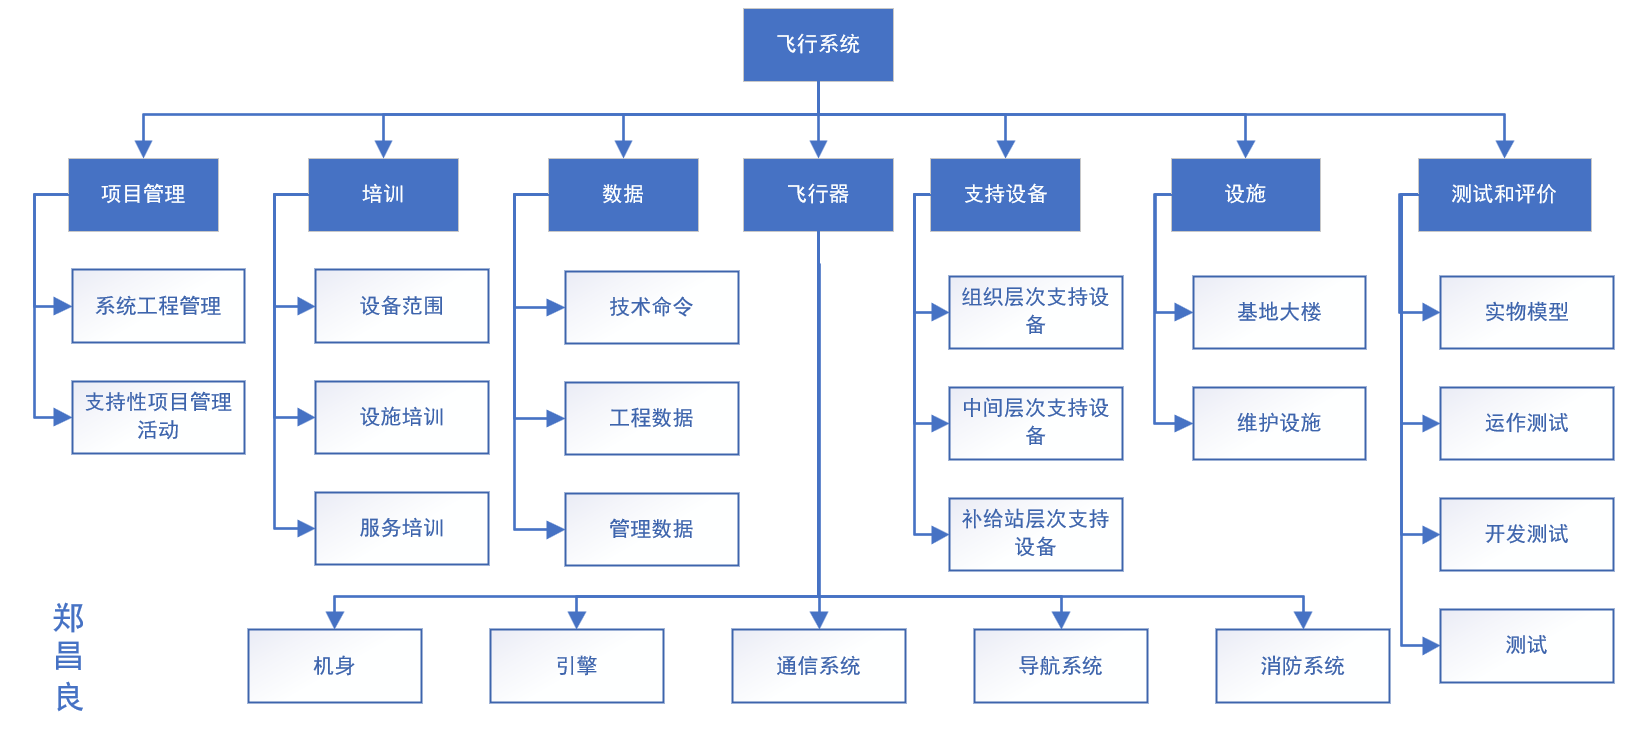 飞行系统
项目管理
培训
数据
飞行器
支持设备
设施
测试和评价
系统工程管理
支持性项目管理
活动
设备范围
设施培训
服务培训
技术命令
工程数据
管理数据
组织层次支持设
备
中间层次支持设
备
补给站层次支持
设备
基地大楼
维护设施
实物模型
运作测试
开发测试
测试
机身
引擎
通信系统
导航系统
消防系统
郑
昌
良